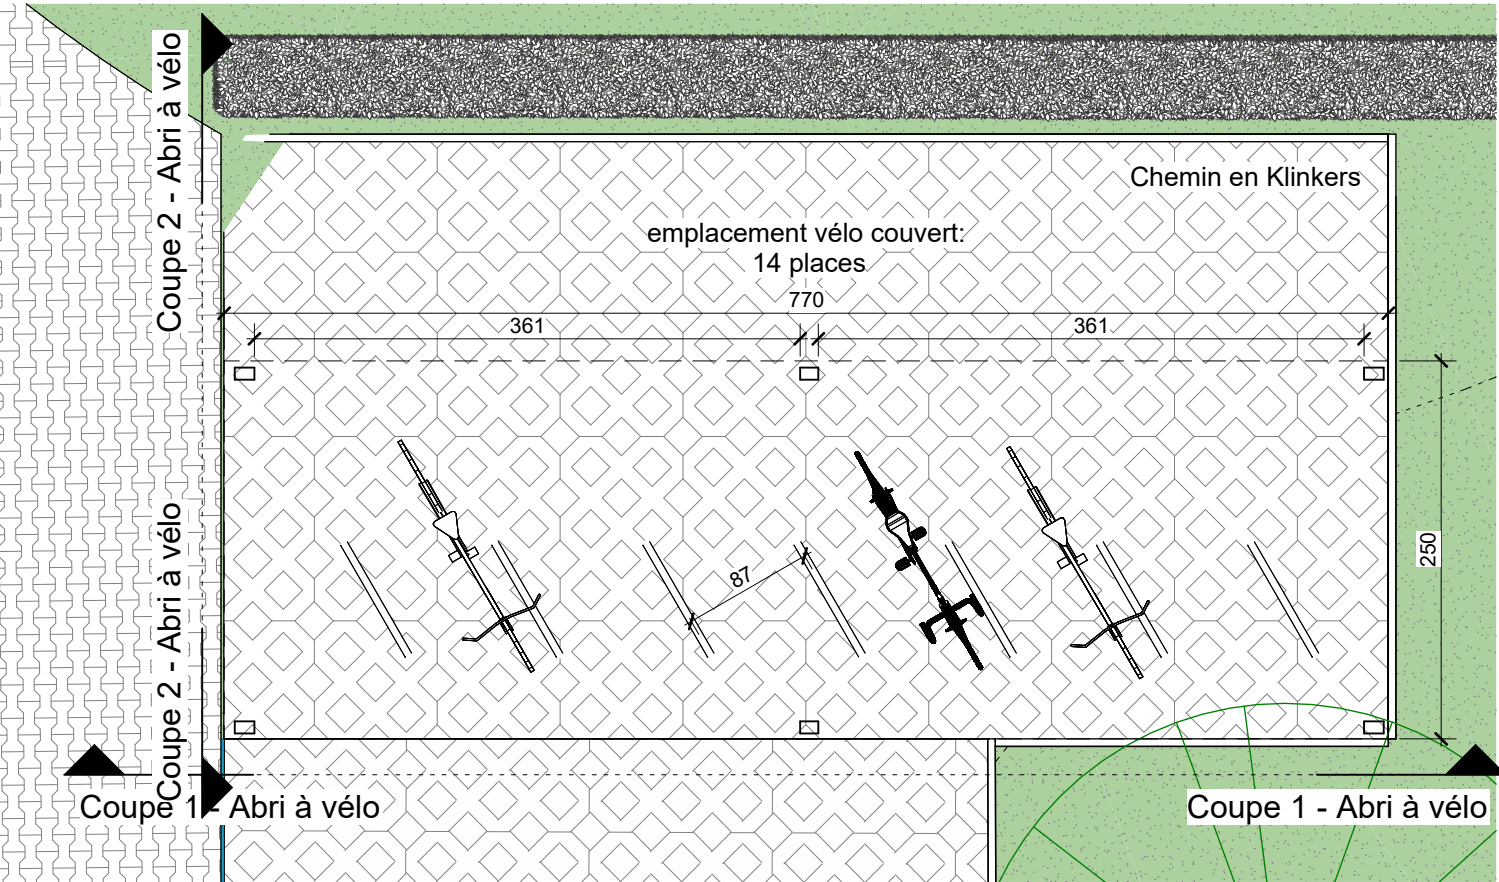 Coupe 2 - Abri à vélo
Chemin en Klinkers
emplacement vélo couvert:
14 places
770
361
361
250
87
Coupe 2 - Abri à vélo
Coupe 1 - Abri à vélo
Coupe 1 - Abri à vélo